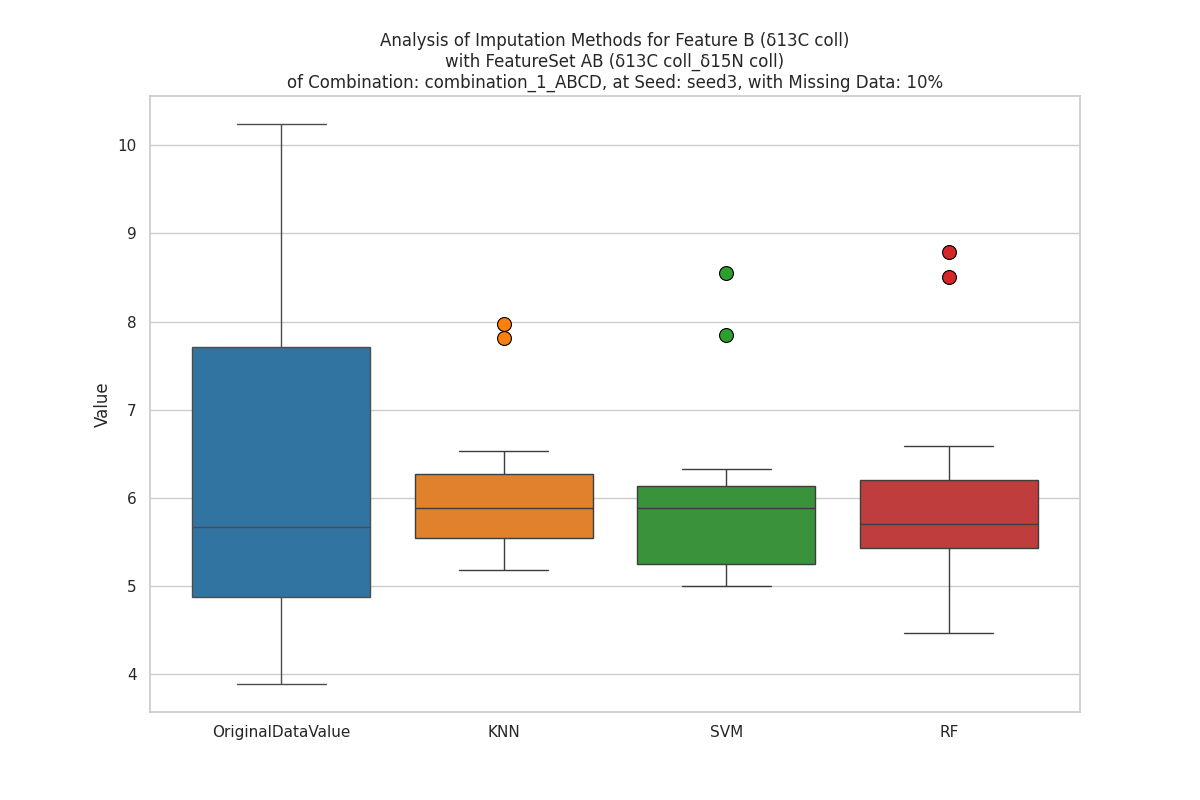 Analysis of Imputation Methods for Feature B (δ13C coll)
with FeatureSet AB (δ13C coll_δ15N coll)
of Combination: combination_1_ABCD, at Seed: seed3, with Missing Data: 10%
10
9
8
7
6
5
4
Value
OriginalDataValue
KNN
SVM
RF